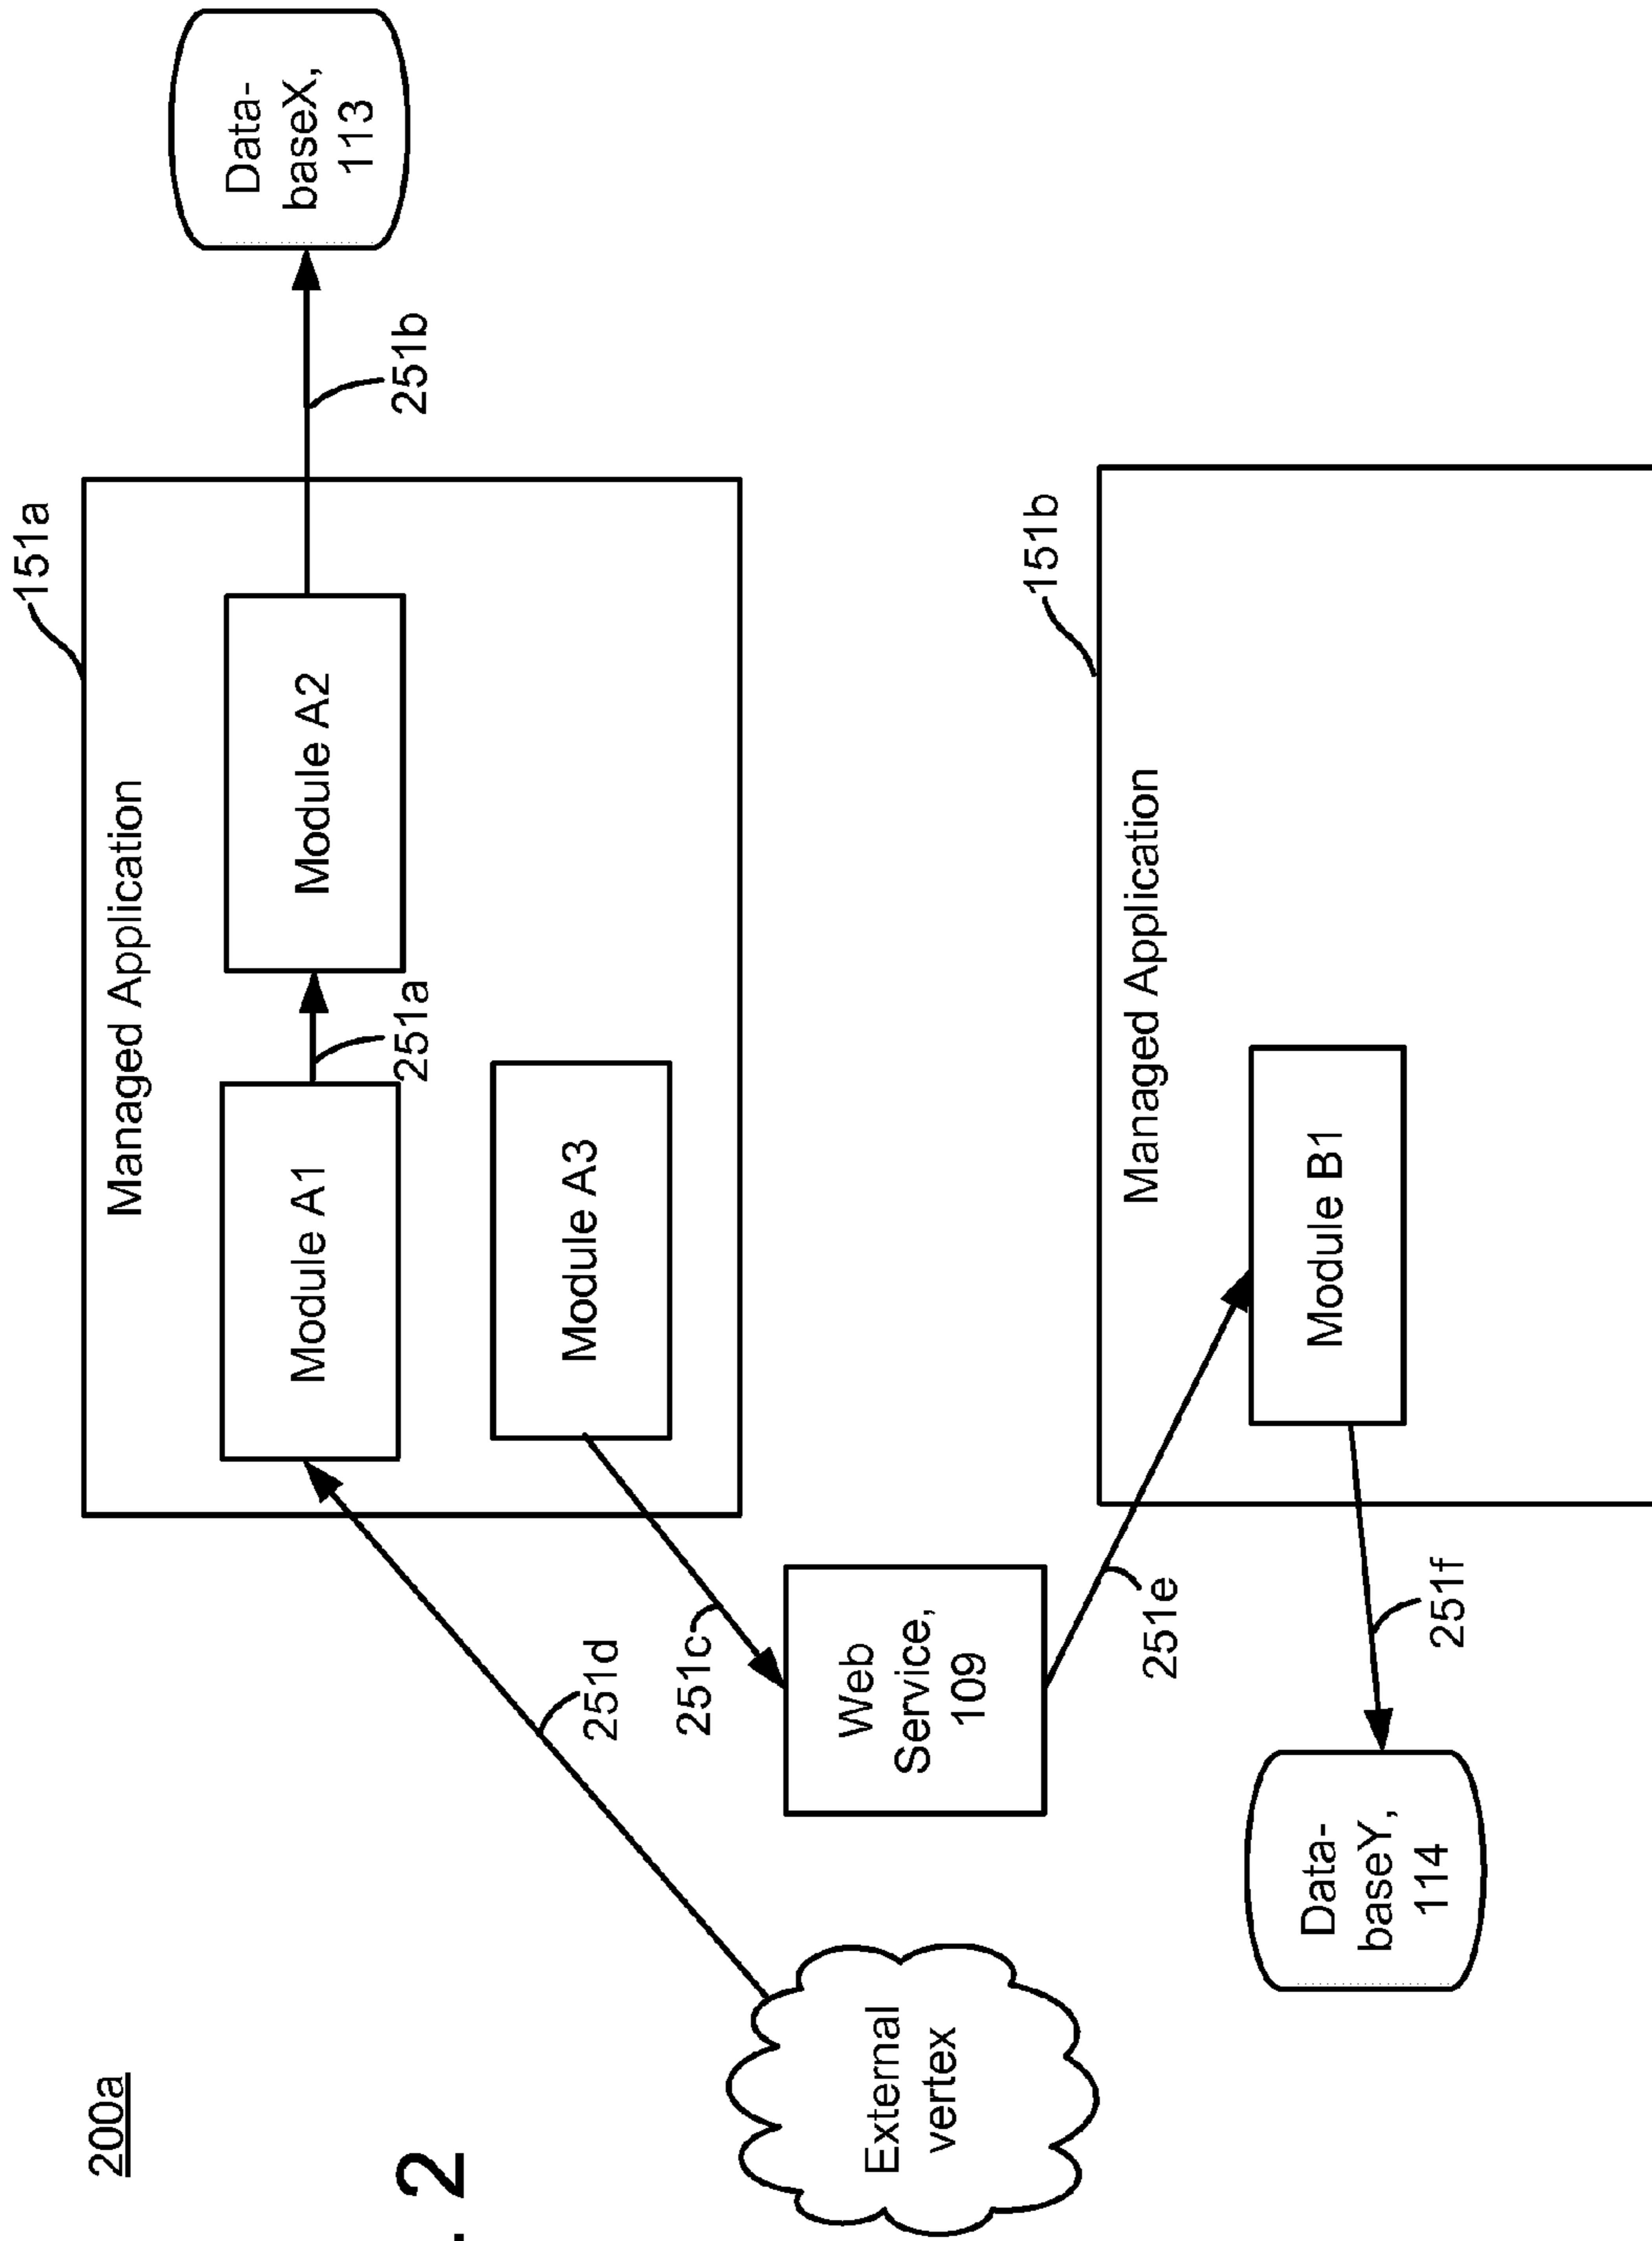 200a
. 2
151a
Managed Application
Module A1
251a
Module A2
251b
Data-
baseX,
113
Module A3
251d
251c
External
vertex
Web
Service,
109
251e
151b
Managed Application
Module B1
251f
Data-
baseY,
114